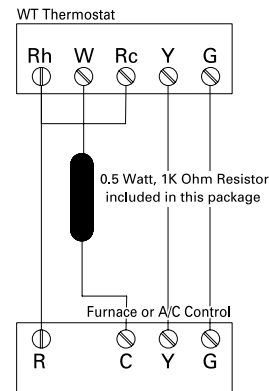 WT Thermostat
Rh W Rc Y G
0.5 Watt, 1K Ohm Resistor
included in this package
Furnace or A/C Control
R C Y G